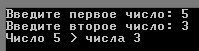 Введите первое число: 5
Введите второе число: 3
Число 5 > числа 3